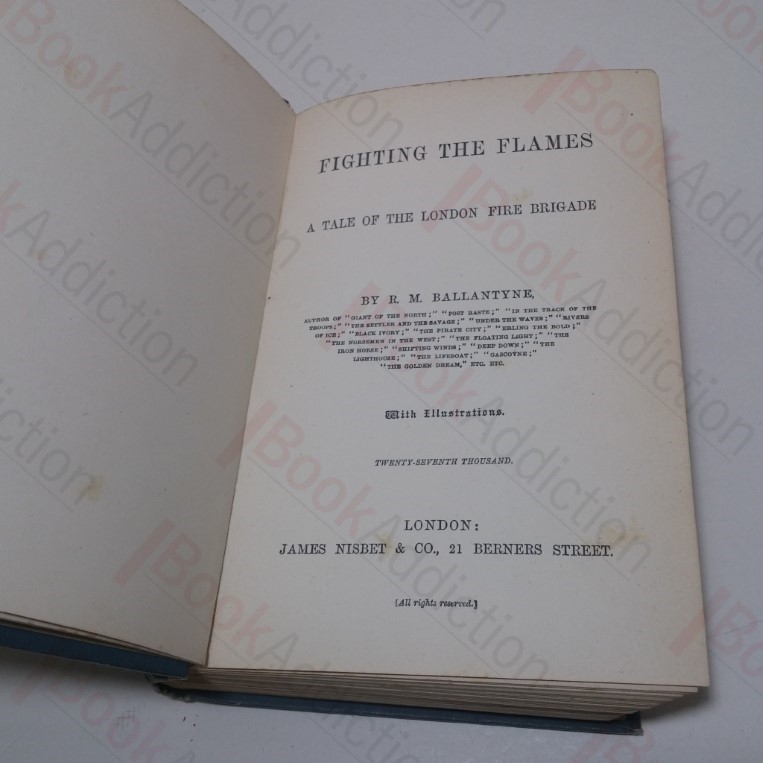 FIGHTING THE FLAMES
A TALE OF THE LONDON FIRE BRIGADE
BY R. M. BALLANTYNE,
AUTHOR OF "GIANT OF THE NORTH;" "POST HASTE;" "IN THE TRACK OF THE
TROOPS;" "THE SETTLER AND THE SAVAGE;" "UNDER THE WAVES;" "RIVERS
OF ICE;" "BLACK IVORY;" "THE PIRATE CITY;" "ERLING THE BOLD;"
"THE NORSEMEN IN THE WEST;" "THE FLOATING LIGHT;" "THE
IRON HORSE;" "SHIFTING WINDS;" "DEEP DOWN;" "THE
LIGHTHOUSE;" "THE LIFEBOAT;" "GASCOYNE;"
"THE GOLDEN DREAM," ETC. ETC.
With Illustrations.
TWENTY-SEVENTH THOUSAND.
LONDON:
JAMES NISBET & CO., 21 BERNERS STREET.
[All rights reserved.]
BookAddiction